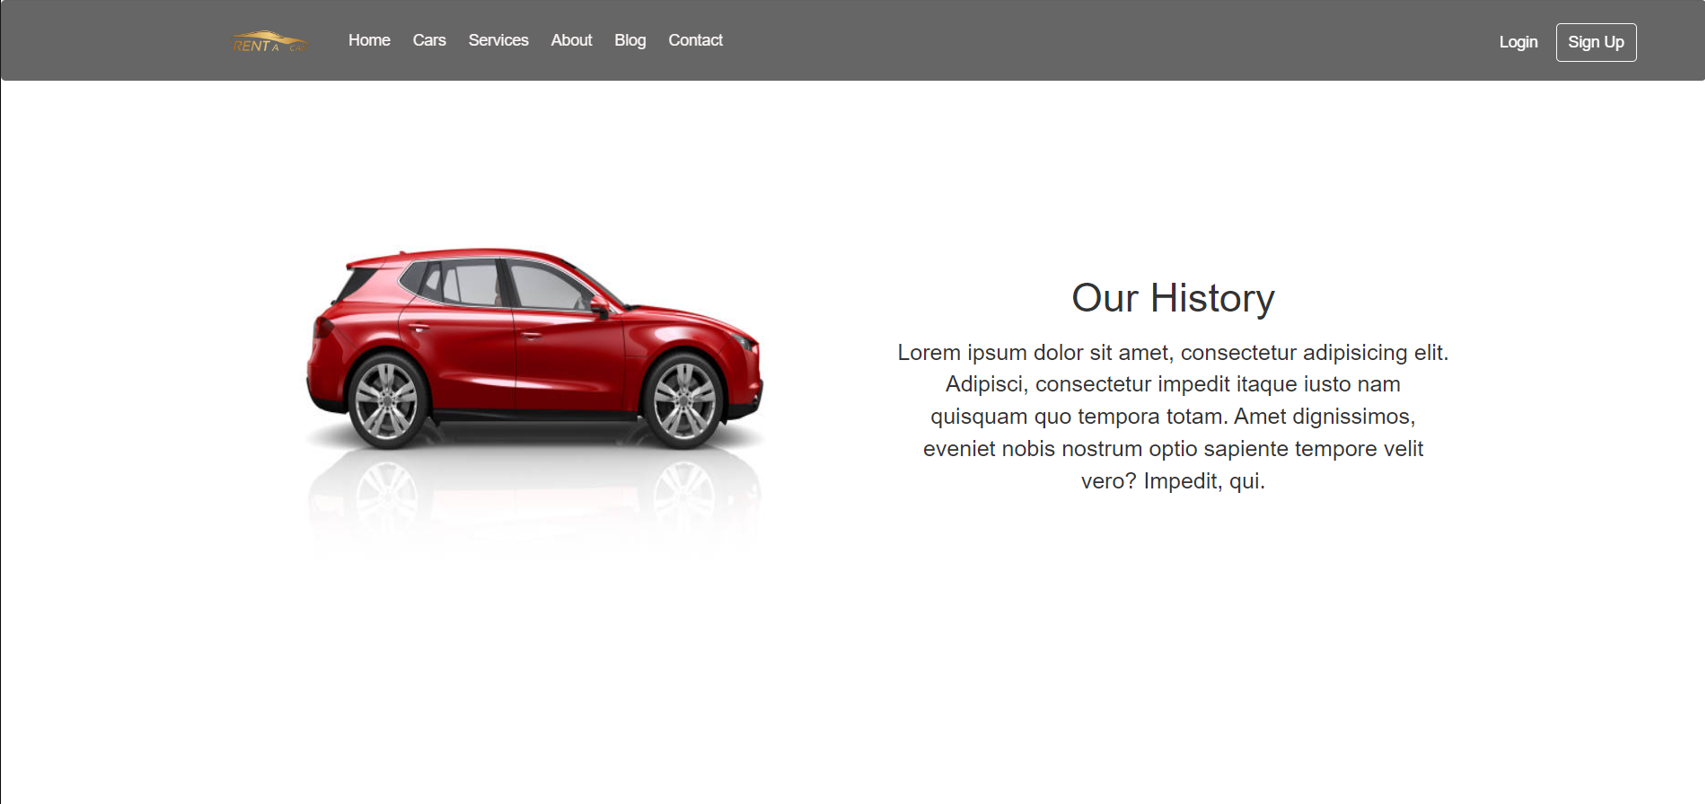 RENT A CAR
Home
Cars
Services
About
Blog
Contact
Login
Sign Up
Our History
Lorem ipsum dolor sit amet, consectetur adipisicing elit.
Adipisci, consectetur impedit itaque iusto nam
quisquam quo tempora totam. Amet dignissimos,
eveniet nobis nostrum optio sapiente tempore velit
vero? Impedit, qui.